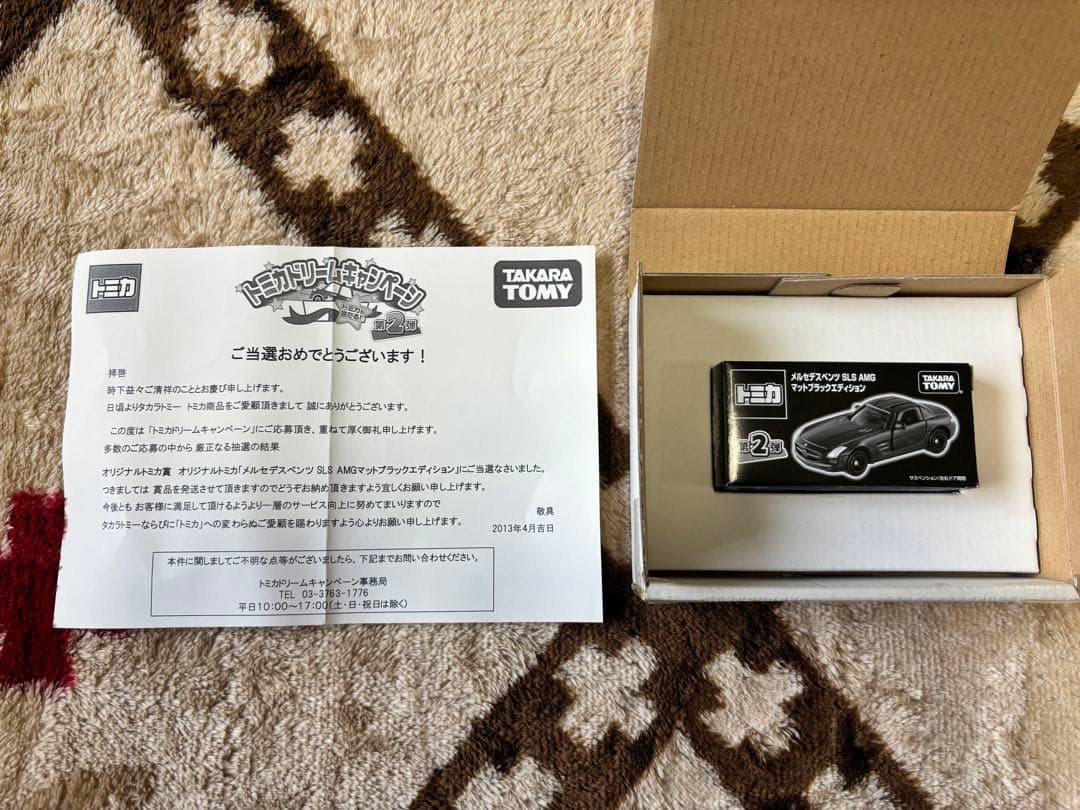 トミカ
トミカドリームキャンペーン
トミカが当たる!!
第2弾
TAKARA
TOMY
ご当選おめでとうございます!
拝啓
時下益々ご清祥のこととお慶び申し上げます。
日頃よりタカラトミー トミカ商品をご愛顧頂きまして 誠にありがとうございます。
この度は「トミカドリームキャンペーン」にご応募頂き、重ねて厚く御礼申し上げます。
多数のご応募の中から 厳正なる抽選の結果
オリジナルトミカ賞 オリジナルトミカ「メルセデスベンツ SLS AMGマットブラックエディション」にご当選なさいました。
つきましては 賞品を発送させて頂きますのでどうぞお納め頂きますよう宜しくお願い申し上げます。
今後とも お客様に満足して頂けるようより一層のサービス向上に努めてまいりますので
タカラトミーならびに「トミカ」への変わらぬご愛顧を賜わりますよう心よりお願い申し上げます。
敬具
2013年4月吉日
本件に関しましてご不明な点等がございましたら、下記までお問い合わせください。
トミカドリームキャンペーン事務局
TEL 03-3763-1776
平日10:00～17:00(土・日・祝日は除く)
トミカ
メルセデスベンツ SLS AMG
マットブラックエディション
TAKARA
TOMY
第2弾
サスペンション/左右ドア開閉